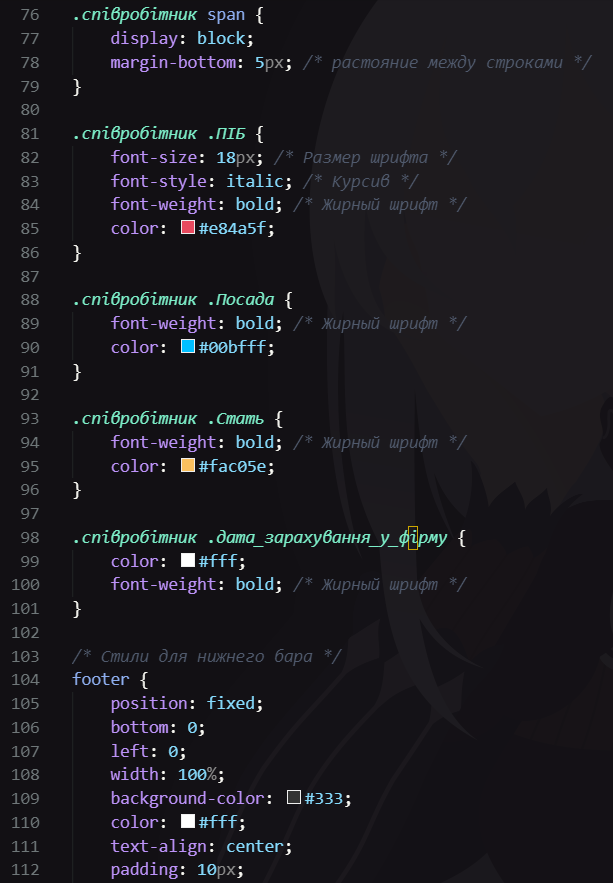 76 .співробітник span {
77 display: block;
78 margin-bottom: 5px; /* растояние между строками */
79 }
80
81 .співробітник .ПІБ {
82 font-size: 18px; /* Размер шрифта */
83 font-style: italic; /* Курсив */
84 font-weight: bold; /* Жирный шрифт */
85 color: #e84a5f;
86 }
87
88 .співробітник .Посада {
89 font-weight: bold; /* Жирный шрифт */
90 color: #00bfff;
91 }
92
93 .співробітник .Стать {
94 font-weight: bold; /* Жирный шрифт */
95 color: #fac05e;
96 }
97
98 .співробітник .дата_зарахування_у_фірму {
99 color: #fff;
100 font-weight: bold; /* Жирный шрифт */
101 }
102
103 /* Стили для нижнего бара */
104 footer {
105 position: fixed;
106 bottom: 0;
107 left: 0;
108 width: 100%;
109 background-color: #333;
110 color: #fff;
111 text-align: center;
112 padding: 10px;